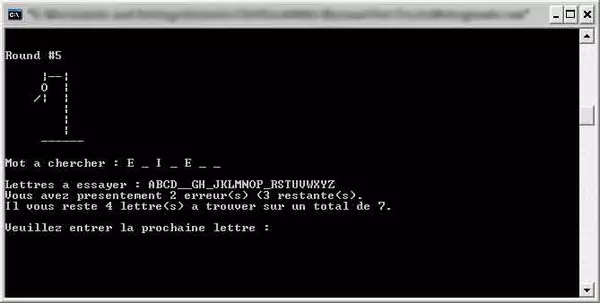 Round #5
Mot a chercher : E _ I _ E _ _
Lettres a essayer : ABCD__GH_JKLMNOP_RSTUVWXYZ
Vous avez presentement 2 erreur(s) (3 restante(s).
Il vous reste 4 lettre(s) a trouver sur un total de 7.
Veuillez entrer la prochaine lettre :